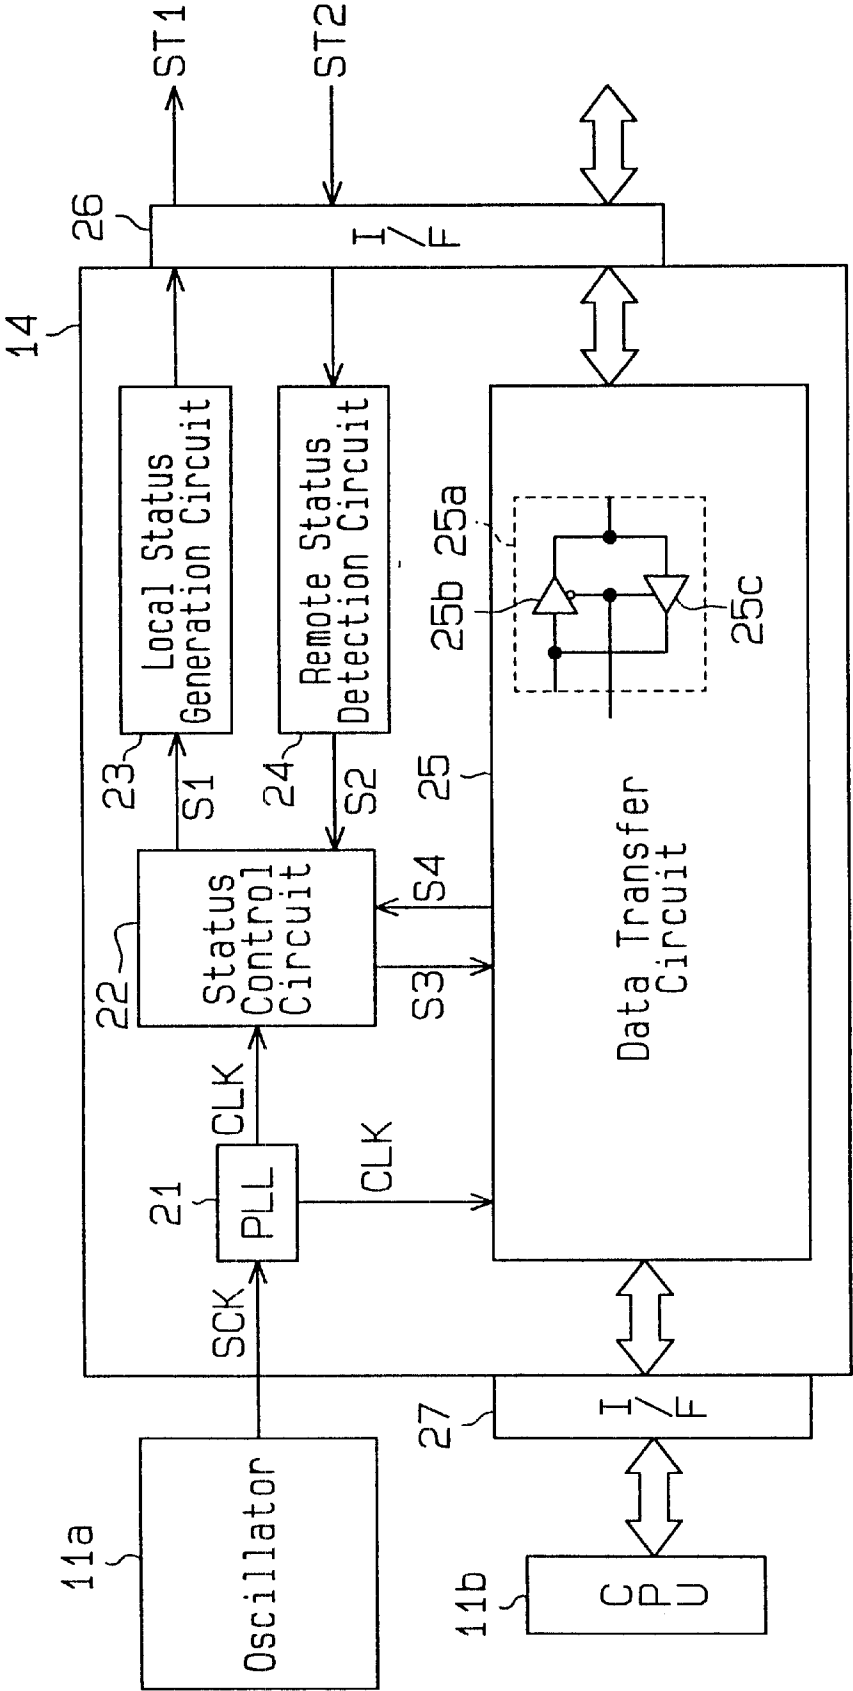 14
26
ST1
ST2
I/F
23
Local Status
Generation Circuit
S1
24
Remote Status
Detection Circuit
S2
22
Status
Control
Circuit
S3
S4
CLK
21
PLL
CLK
SCK
11a
Oscillator
25
Data Transfer
Circuit
25a
25b
25c
27
I/F
11b
CPU